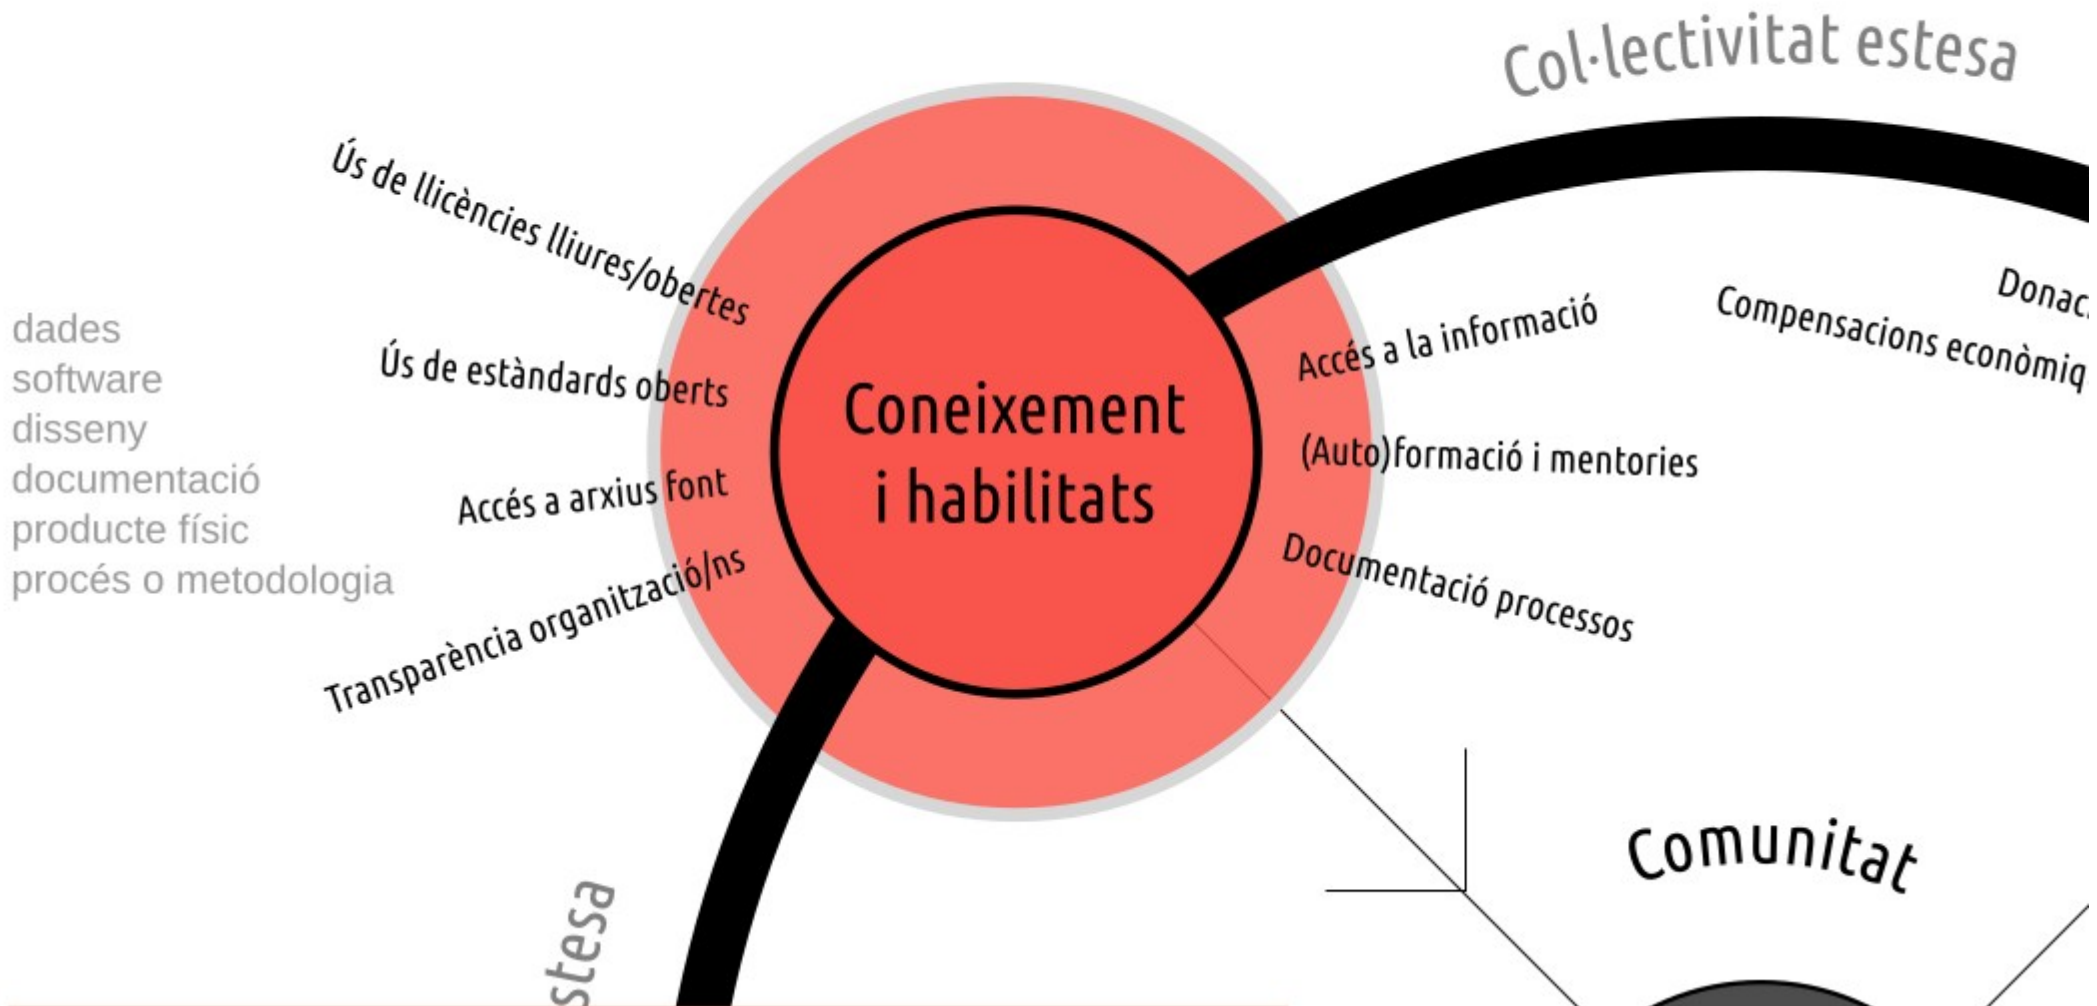 Col·lectivitat estesa
Ús de llicències lliures/obertes
Ús de estàndards oberts
Accés a arxius font
Transparència organització/ns
dades
software
disseny
documentació
producte físic
procés o metodologia
Coneixement
i habilitats
Accés a la informació
(Auto)formació i mentories
Documentació processos
Compensacions
Comunitat